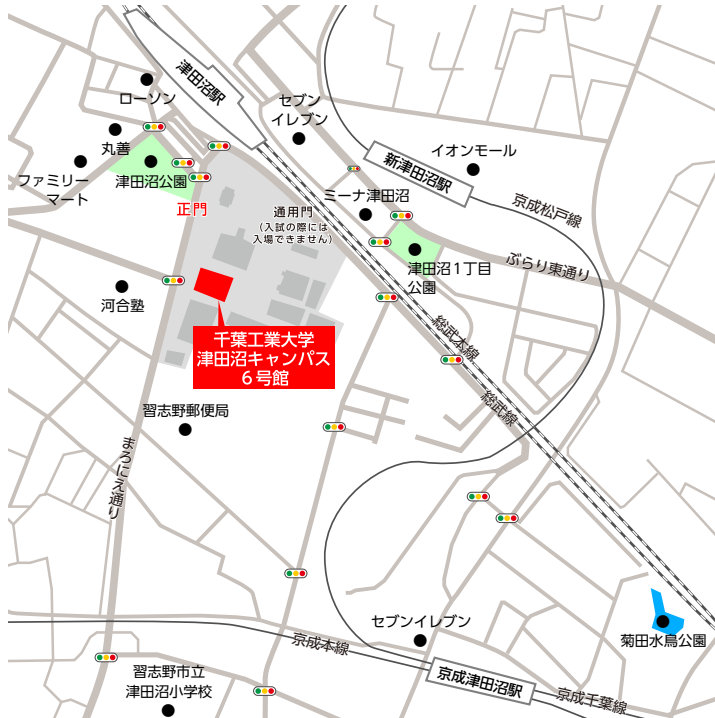 津田沼駅
ローソン
セブン
イレブン
丸善
新津田沼駅
イオンモール
ファミリー
マート
津田沼公園
ミーナ津田沼
京成松戸線
正門
通用門
(入試の際には
入場できません)
ぶらり東通り
津田沼1丁目
公園
河合塾
千葉工業大学
津田沼キャンパス
6号館
総武本線
総武線
習志野郵便局
まろにえ通り
セブンイレブン
菊田水鳥公園
京成本線
習志野市立
津田沼小学校
京成津田沼駅
京成千葉線